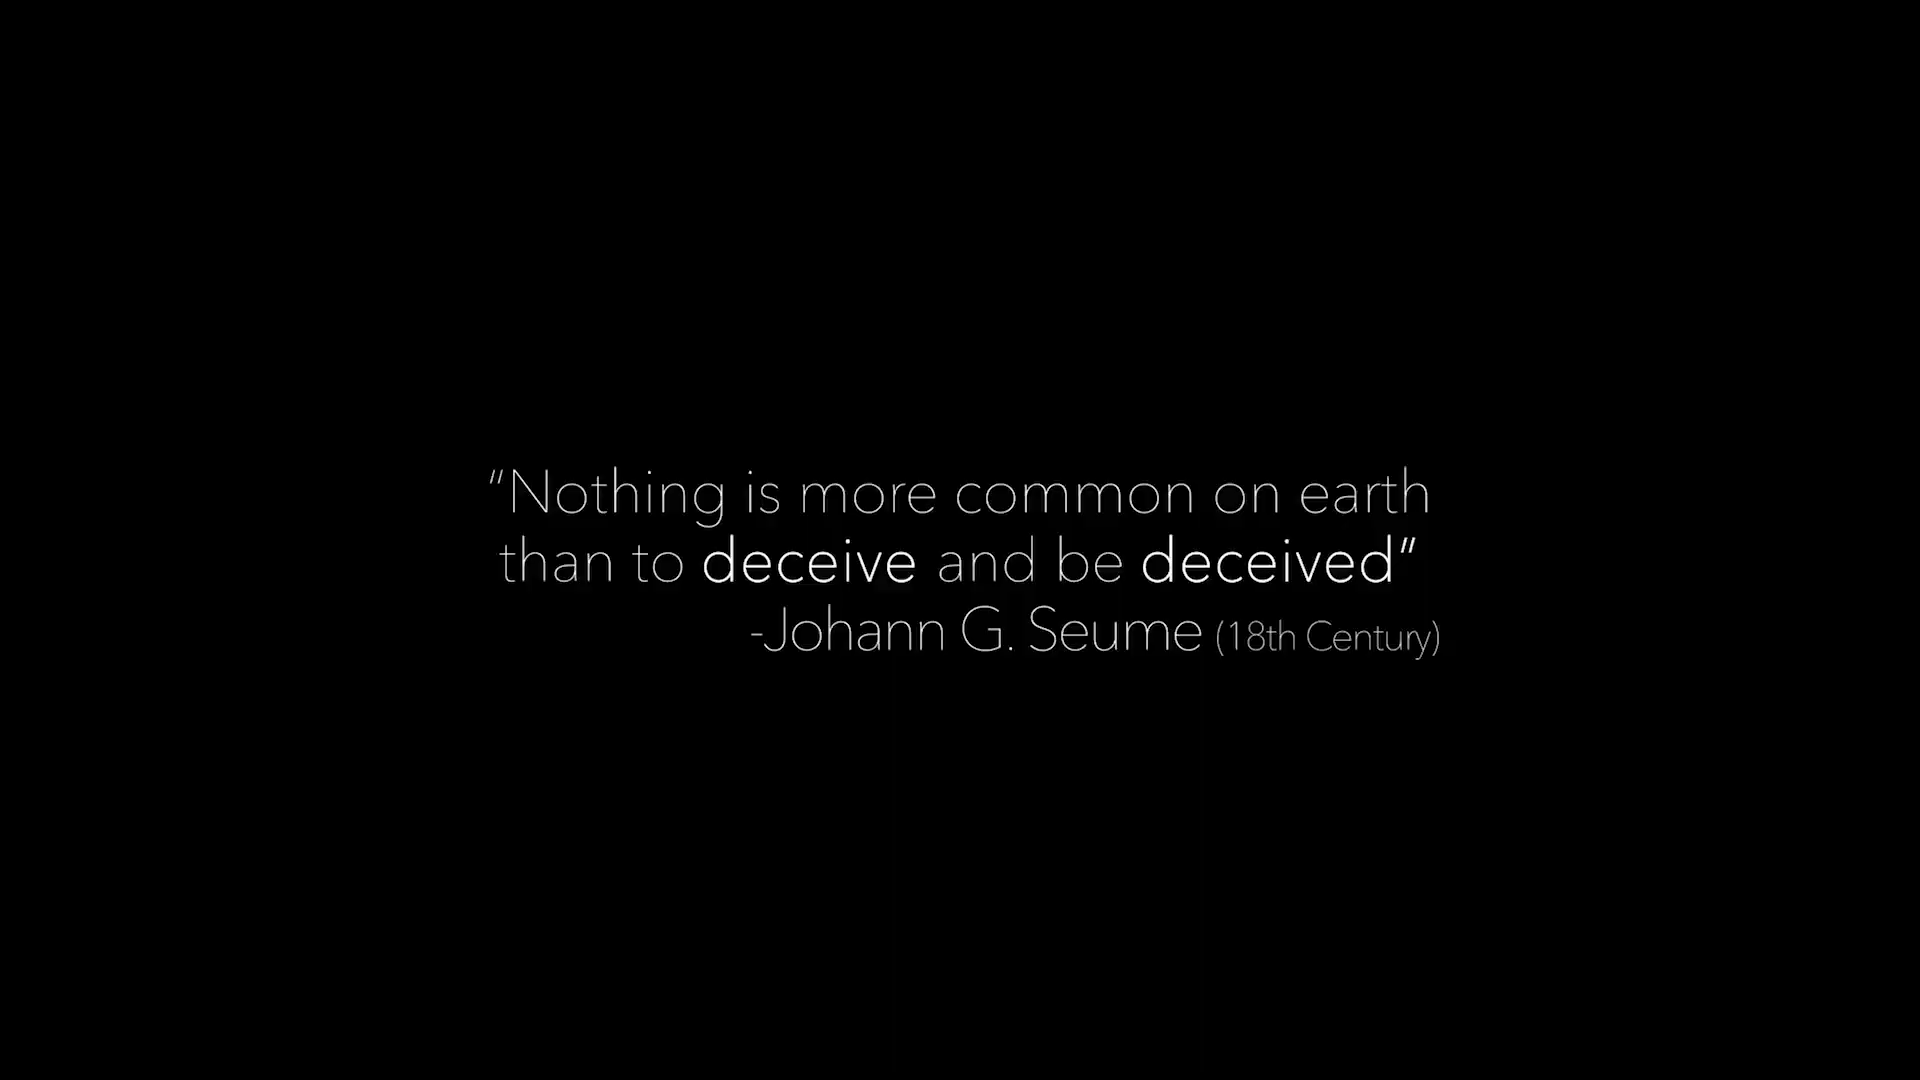 "Nothing is more common on earth
than to deceive and be deceived"
-Johann G. Seume (18th Century)